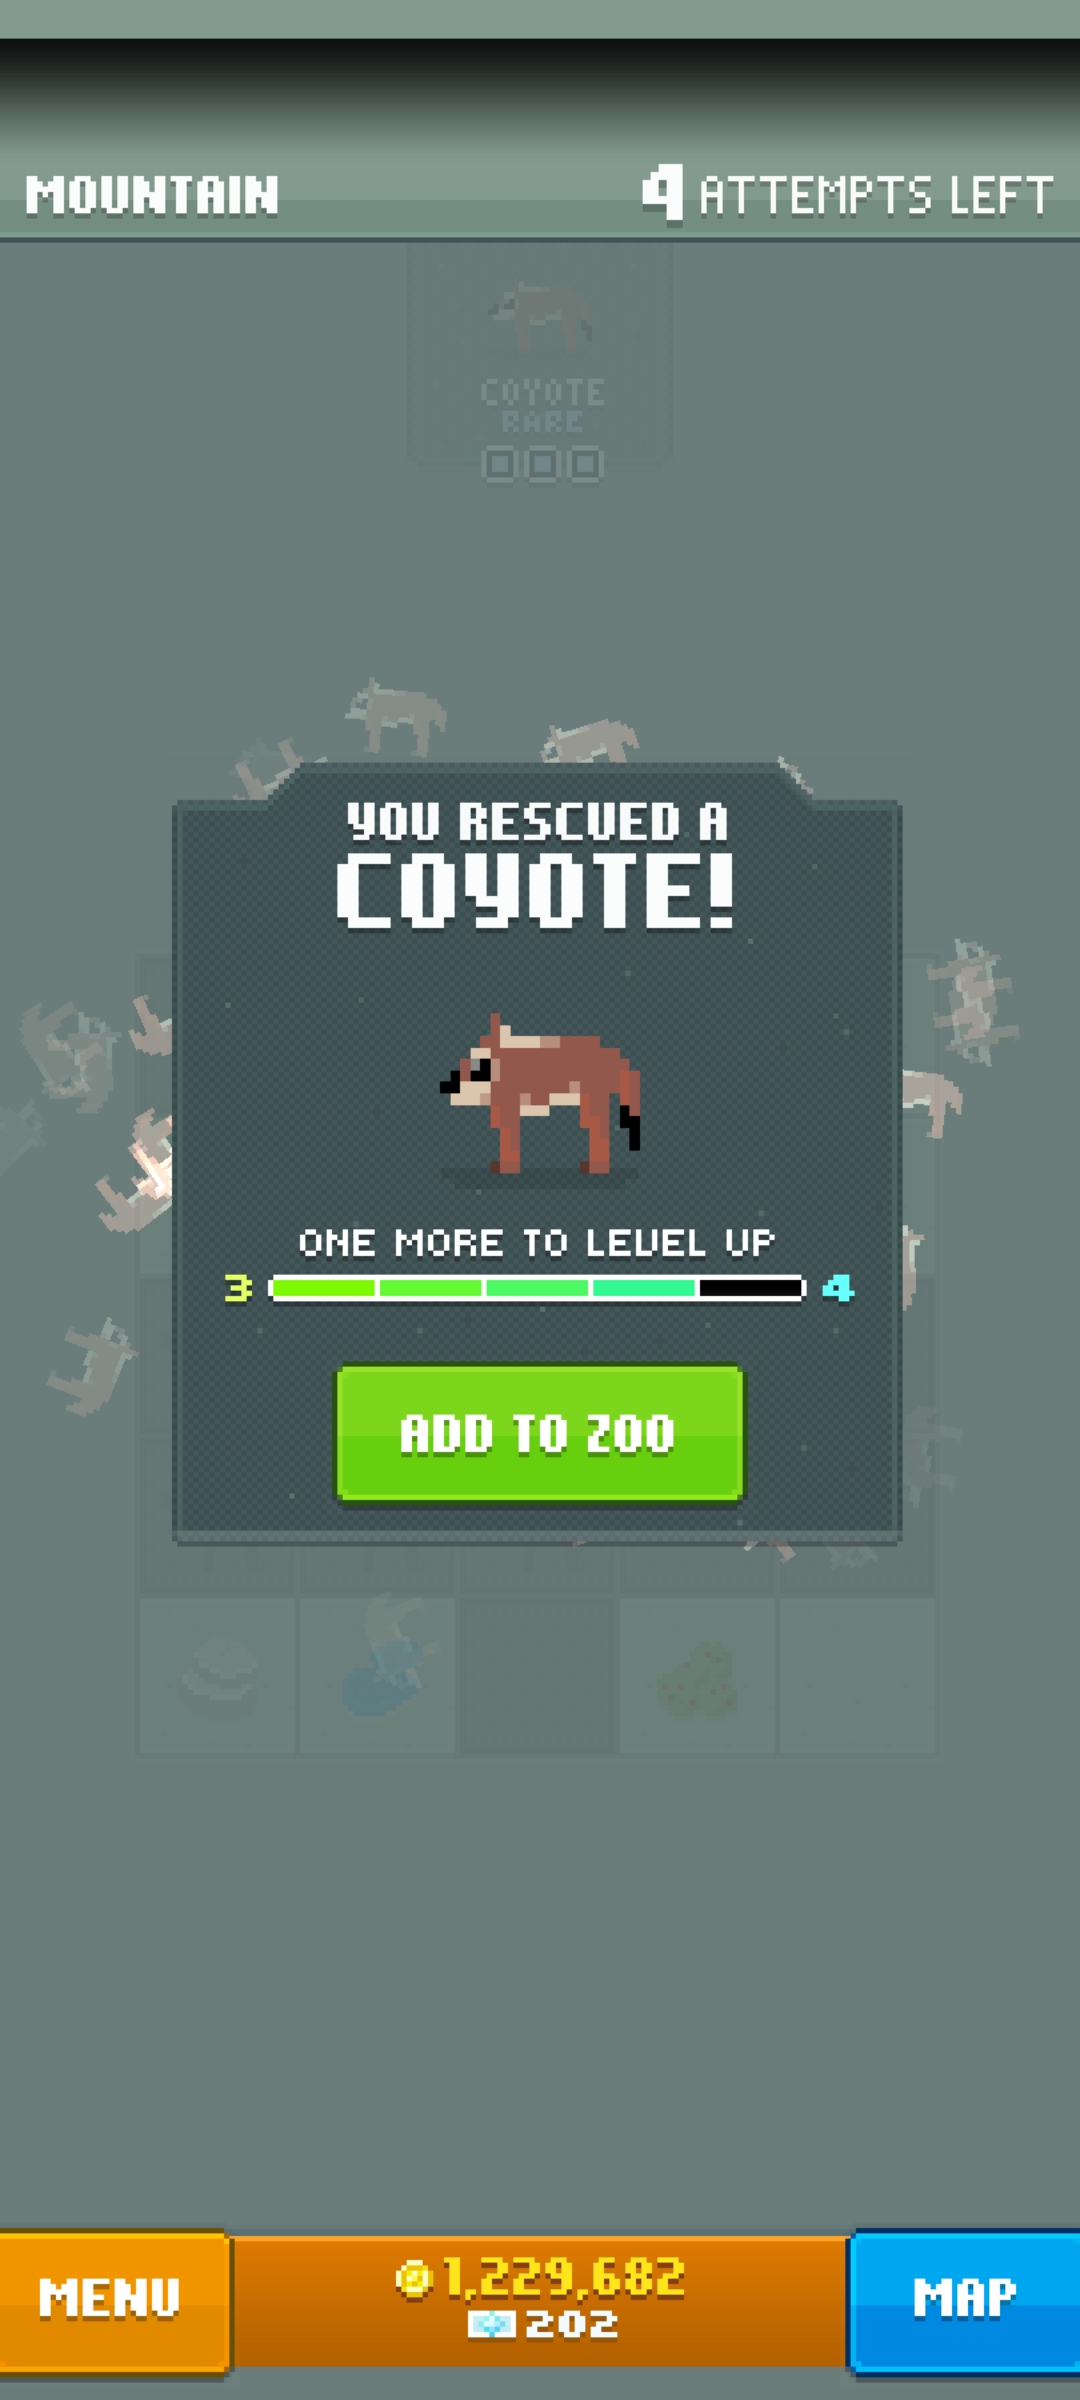 MOUNTAIN
4 ATTEMPTS LEFT
COYOTE
RARE
YOU RESCUED A
COYOTE!
ONE MORE TO LEVEL UP
3 4
ADD TO ZOO
MENU
1,229,682
202
MAP